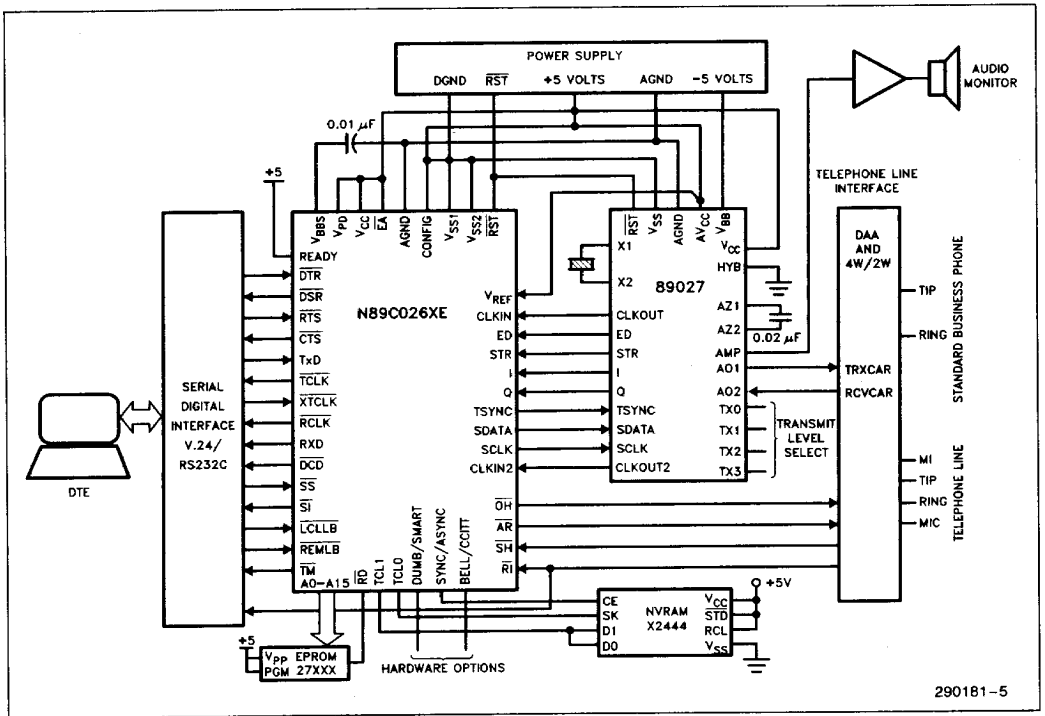 POWER SUPPLY
DGND RST +5 VOLTS AGND -5 VOLTS
AUDIO
MONITOR
0.01 μF
+5
TELEPHONE LINE
INTERFACE
VBBS VPD VCC EA AGND CONFIG VSS1 VSS2 RST
READY
DTR
DSR
RTS
CTS
TxD
TCLK
XTCLK
RCLK
RXD
DCD
SS
SI
LCLLB
REMLB
TM
A0-A15
RD
TCL1
TCL0
DUMB/SMART
SYNC/ASYNC
BELL/CCITT
N89C026XE
VREF
CLKIN
ED
STR
I
Q
TSYNC
SDATA
SCLK
CLKIN2
OH
AR
SH
RI
RST VSS AGND AVCC VBB
X1
X2
89027
CLKOUT
ED
STR
I
Q
TSYNC
SDATA
SCLK
CLKOUT2
VCC
HYB
AZ1
AZ2
0.02 μF
AMP
AO1
AO2
TX0
TX1
TX2
TX3
TRANSMIT
LEVEL
SELECT
DAA
AND
4W/2W
TRXCAR
RCVCAR
TIP
RING
STANDARD BUSINESS PHONE
MI
TIP
RING
MIC
TELEPHONE LINE
SERIAL
DIGITAL
INTERFACE
V.24/
RS232C
DTE
+5
VPP EPROM
PGM 27XXX
HARDWARE OPTIONS
+5V
CE
SK
D1
D0
NVRAM
X2444
VCC
STD
RCL
VSS
290181-5